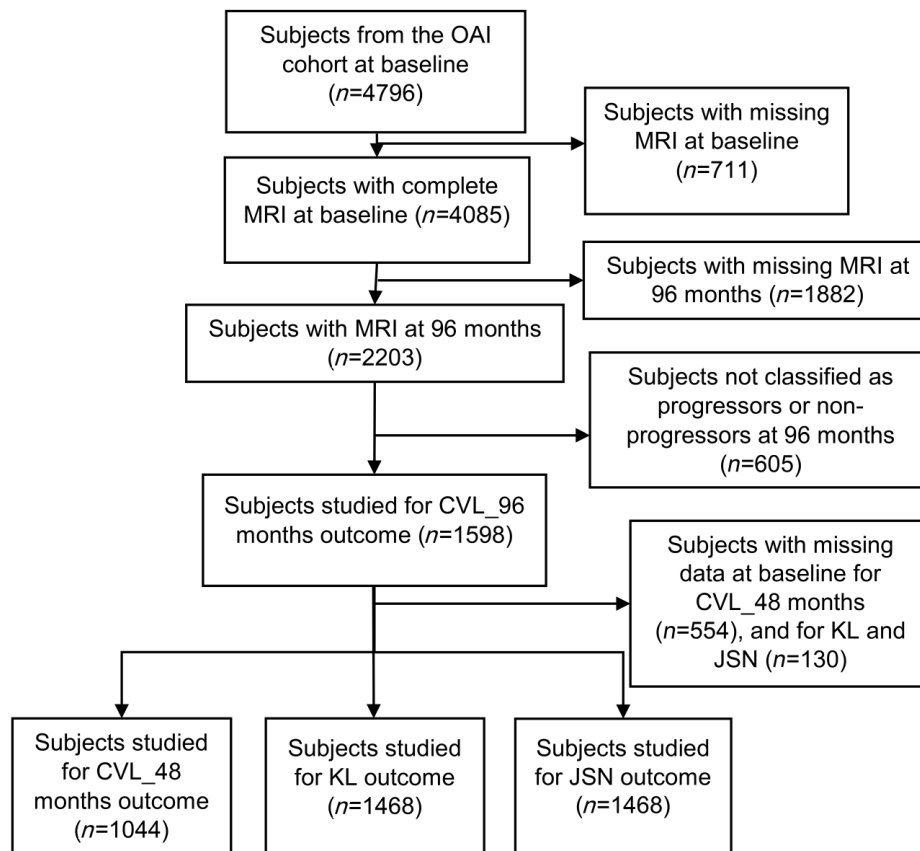 Subjects from the OAI
cohort at baseline
(n=4796)
Subjects with missing
MRI at baseline
(n=711)
Subjects with complete
MRI at baseline (n=4085)
Subjects with missing MRI at
96 months (n=1882)
Subjects with MRI at 96 months
(n=2203)
Subjects not classified as
progressors or non-
progressors at 96 months
(n=605)
Subjects studied for CVL_96
months outcome (n=1598)
Subjects with missing
data at baseline for
CVL_48 months
(n=554), and for KL and
JSN (n=130)
Subjects studied
for CVL_48
months outcome
(n=1044)
Subjects studied
for KL outcome
(n=1468)
Subjects studied
for JSN outcome
(n=1468)